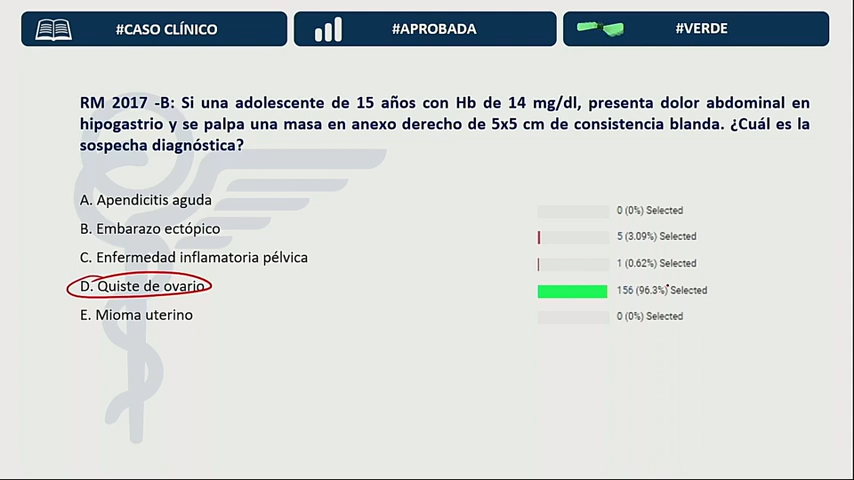 #CASO CLÍNICO
#APROBADA
#VERDE
RM 2017 -B: Si una adolescente de 15 años con Hb de 14 mg/dl, presenta dolor abdominal en
hipogastrio y se palpa una masa en anexo derecho de 5x5 cm de consistencia blanda. ¿Cuál es la
sospecha diagnóstica?
A. Apendicitis aguda
0 (0%) Selected
B. Embarazo ectópico
5 (3.09%) Selected
C. Enfermedad inflamatoria pélvica
1 (0.62%) Selected
D. Quiste de ovario
156 (96.3%) Selected
E. Mioma uterino
0 (0%) Selected